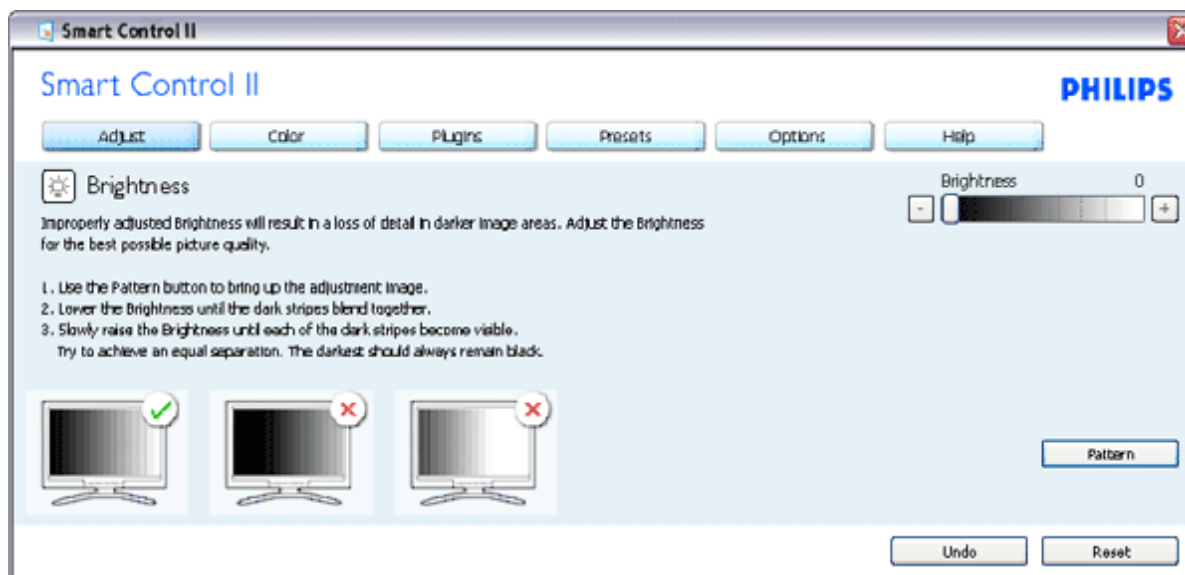 Smart Control II
Smart Control II
PHILIPS
Adjust
Color
Plugins
Presets
Options
Help
Brightness
Improperly adjusted Brightness will result in a loss of detail in darker image areas. Adjust the Brightness
for the best possible picture quality.
1. Use the Pattern button to bring up the adjustment image.
2. Lower the Brightness until the dark stripes blend together.
3. Slowly raise the Brightness until each of the dark stripes become visible.
Try to achieve an equal separation. The darkest should always remain black.
Brightness 0
-
+
Pattern
Undo
Reset